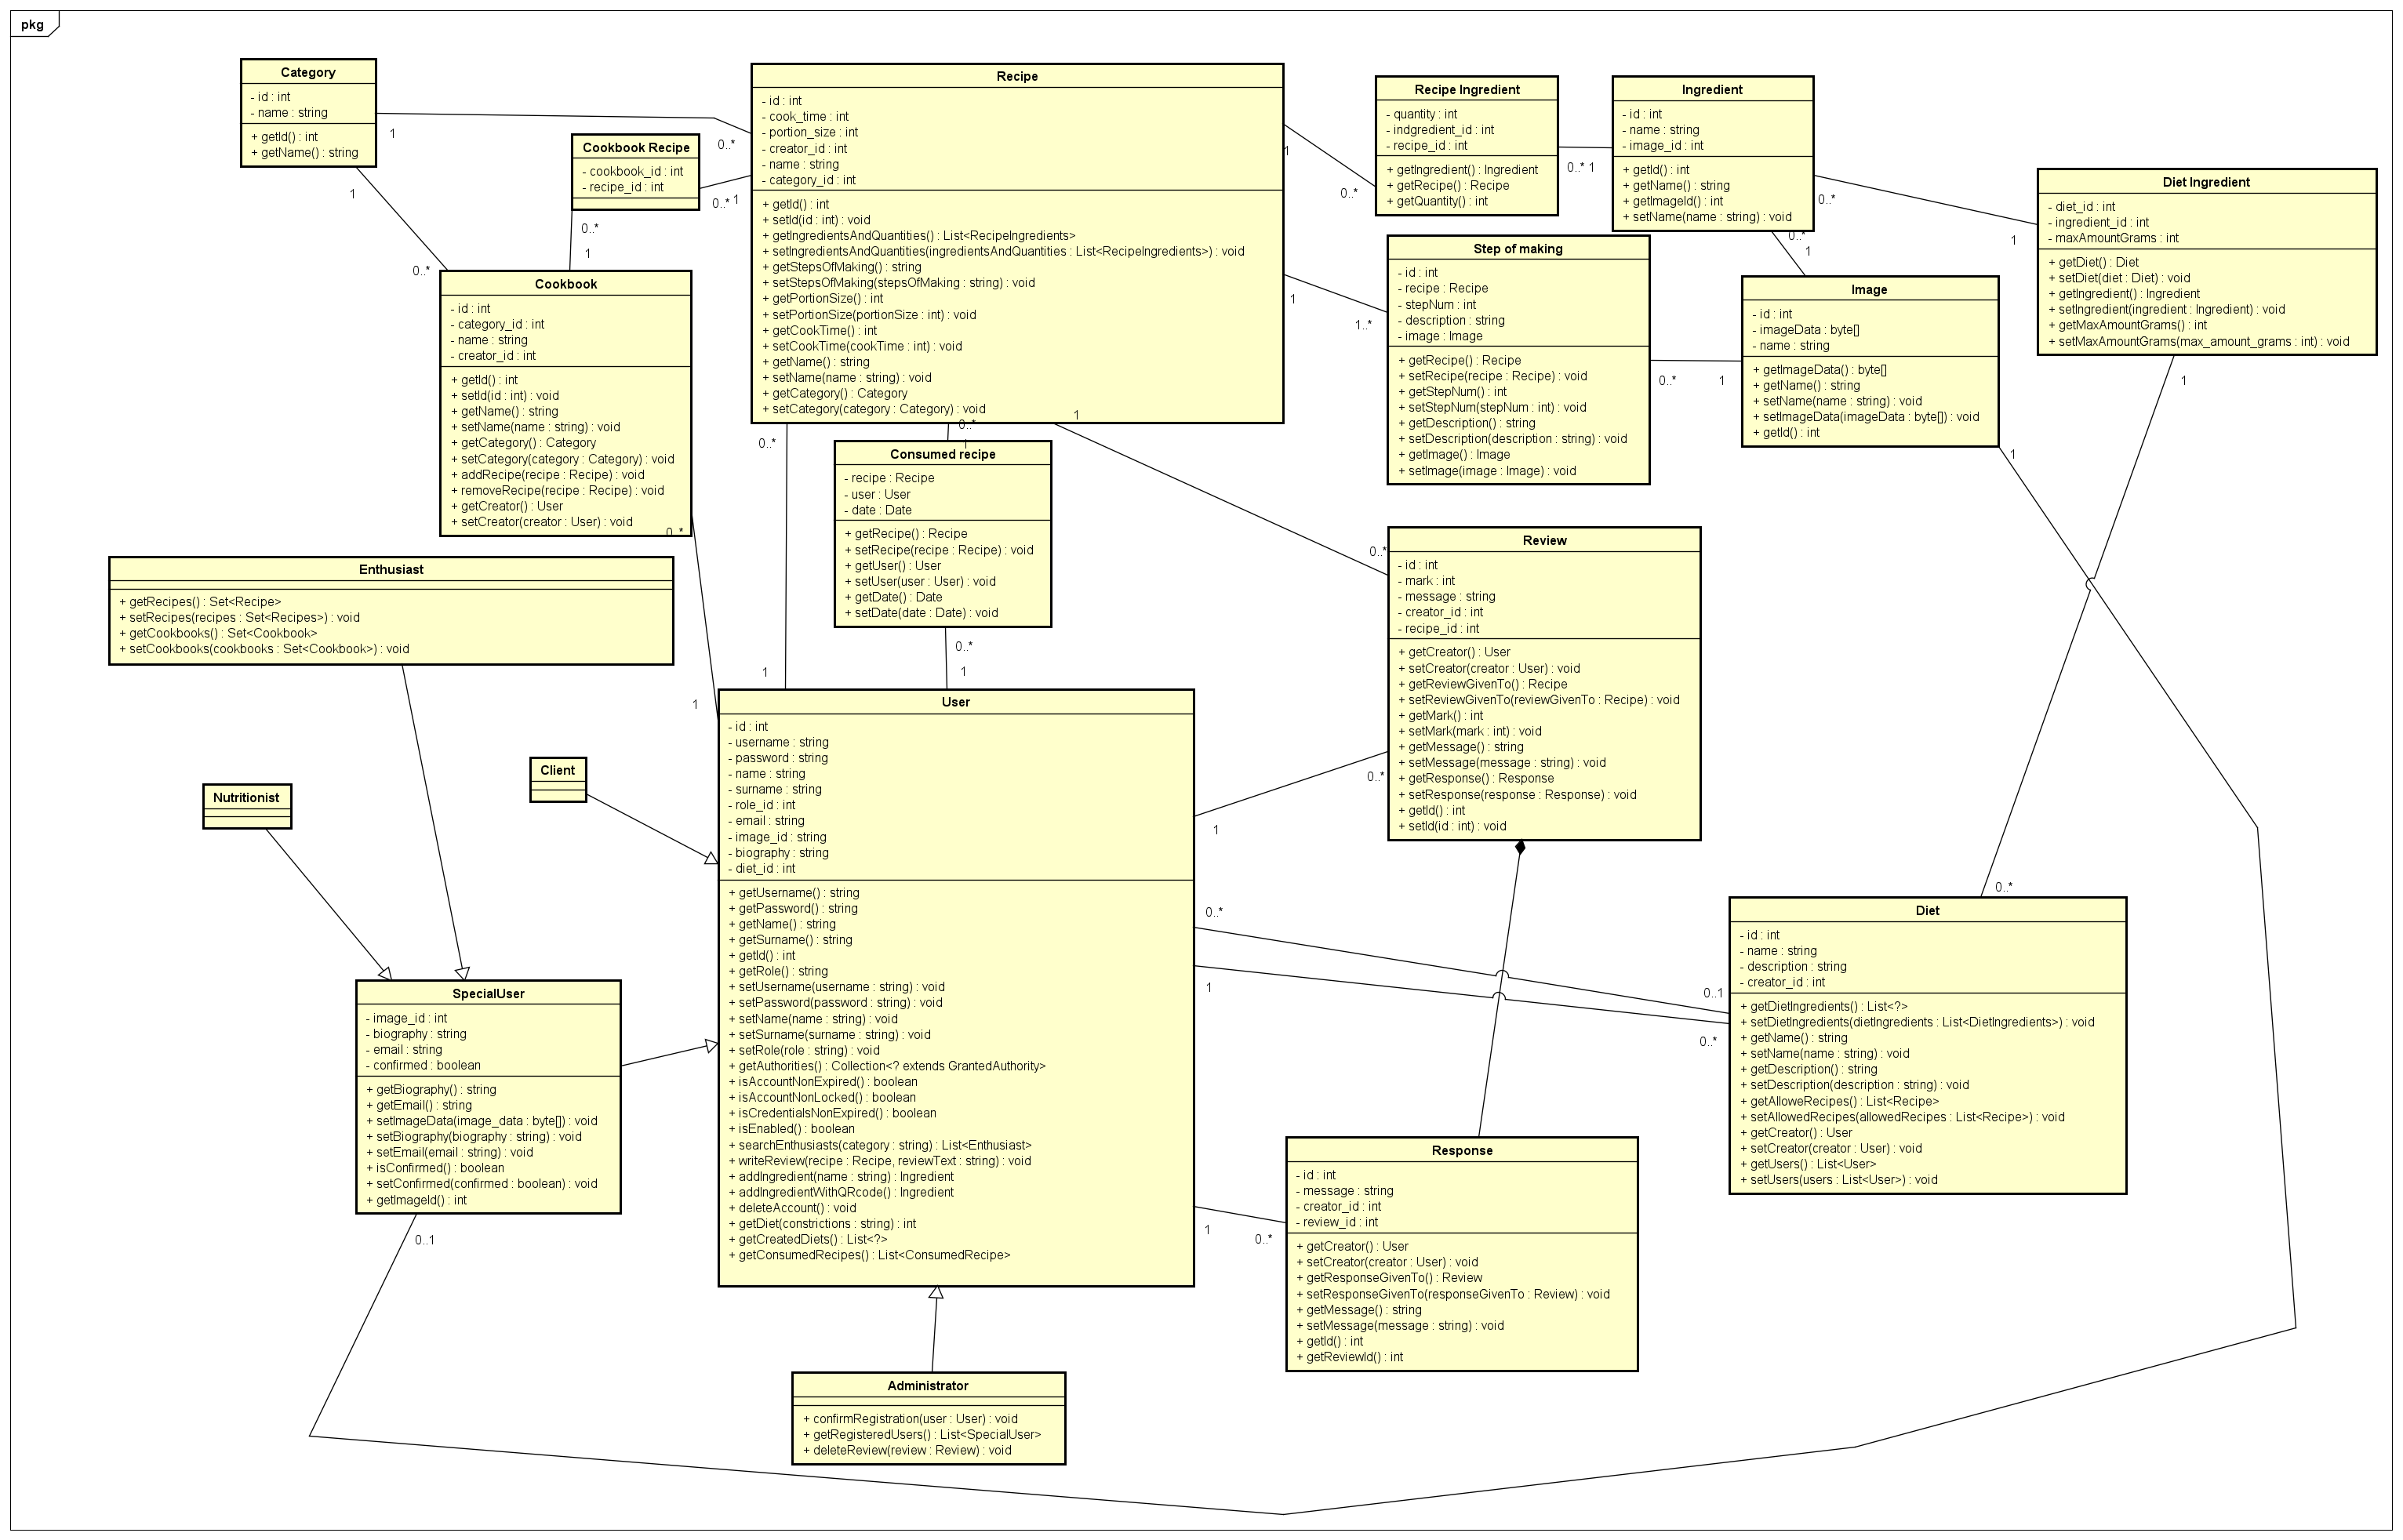 pkg
Category
- id : int
- name : string
+ getId() : int
+ getName() : string
1
0..*
1
0..*
Cookbook Recipe
- cookbook_id : int
- recipe_id : int
0..*
1
0..*
1
Recipe
- id : int
- cook_time : int
- portion_size : int
- creator_id : int
- name : string
- category_id : int
+ getId() : int
+ setId(id : int) : void
+ getIngredientsAndQuantities() : List<RecipeIngredients>
+ setIngredientsAndQuantities(ingredientsAndQuantities : List<RecipeIngredients>) : void
+ getStepsOfMaking() : string
+ setStepsOfMaking(stepsOfMaking : string) : void
+ getPortionSize() : int
+ setPortionSize(portionSize : int) : void
+ getCookTime() : int
+ setCookTime(cookTime : int) : void
+ getName() : string
+ setName(name : string) : void
+ getCategory() : Category
+ setCategory(category : Category) : void
1
0..*
1
1..*
1
0..*
0..*
1
0..*
1
Recipe Ingredient
- quantity : int
- indgredient_id : int
- recipe_id : int
+ getIngredient() : Ingredient
+ getRecipe() : Recipe
+ getQuantity() : int
0..*
1
Ingredient
- id : int
- name : string
- image_id : int
+ getId() : int
+ getName() : string
+ getImageId() : int
+ setName(name : string) : void
0..*
1
0..*
1
Diet Ingredient
- diet_id : int
- ingredient_id : int
- maxAmountGrams : int
+ getDiet() : Diet
+ setDiet(diet : Diet) : void
+ getIngredient() : Ingredient
+ setIngredient(ingredient : Ingredient) : void
+ getMaxAmountGrams() : int
+ setMaxAmountGrams(max_amount_grams : int) : void
1
0..*
Step of making
- id : int
- recipe : Recipe
- stepNum : int
- description : string
- image : Image
+ getRecipe() : Recipe
+ setRecipe(recipe : Recipe) : void
+ getStepNum() : int
+ setStepNum(stepNum : int) : void
+ getDescription() : string
+ setDescription(description : string) : void
+ getImage() : Image
+ setImage(image : Image) : void
0..*
1
Image
- id : int
- imageData : byte[]
- name : string
+ getImageData() : byte[]
+ getName() : string
+ setName(name : string) : void
+ setImageData(imageData : byte[]) : void
+ getId() : int
1
Cookbook
- id : int
- category_id : int
- name : string
- creator_id : int
+ getId() : int
+ setId(id : int) : void
+ getName() : string
+ setName(name : string) : void
+ getCategory() : Category
+ setCategory(category : Category) : void
+ addRecipe(recipe : Recipe) : void
+ removeRecipe(recipe : Recipe) : void
+ getCreator() : User
+ setCreator(creator : User) : void
0..*
1
Consumed recipe
- recipe : Recipe
- user : User
- date : Date
+ getRecipe() : Recipe
+ setRecipe(recipe : Recipe) : void
+ getUser() : User
+ setUser(user : User) : void
+ getDate() : Date
+ setDate(date : Date) : void
0..*
1
Enthusiast
+ getRecipes() : Set<Recipe>
+ setRecipes(recipes : Set<Recipes>) : void
+ getCookbooks() : Set<Cookbook>
+ setCookbooks(cookbooks : Set<Cookbook>) : void
Review
- id : int
- mark : int
- message : string
- creator_id : int
- recipe_id : int
+ getCreator() : User
+ setCreator(creator : User) : void
+ getReviewGivenTo() : Recipe
+ setReviewGivenTo(reviewGivenTo : Recipe) : void
+ getMark() : int
+ setMark(mark : int) : void
+ getMessage() : string
+ setMessage(message : string) : void
+ getResponse() : Response
+ setResponse(response : Response) : void
+ getId() : int
+ setId(id : int) : void
0..*
1
Client
Nutritionist
User
- id : int
- username : string
- password : string
- name : string
- surname : string
- role_id : int
- email : string
- image_id : string
- biography : string
- diet_id : int
+ getUsername() : string
+ getPassword() : string
+ getName() : string
+ getSurname() : string
+ getId() : int
+ getRole() : string
+ setUsername(username : string) : void
+ setPassword(password : string) : void
+ setName(name : string) : void
+ setSurname(surname : string) : void
+ setRole(role : string) : void
+ getAuthorities() : Collection<? extends GrantedAuthority>
+ isAccountNonExpired() : boolean
+ isAccountNonLocked() : boolean
+ isCredentialsNonExpired() : boolean
+ isEnabled() : boolean
+ searchEnthusiasts(category : string) : List<Enthusiast>
+ writeReview(recipe : Recipe, reviewText : string) : void
+ addIngredient(name : string) : Ingredient
+ addIngredientWithQRcode() : Ingredient
+ deleteAccount() : void
+ getDiet(constrictions : string) : int
+ getCreatedDiets() : List<?>
+ getConsumedRecipes() : List<ConsumedRecipe>
0..*
0..1
1
0..*
1
0..*
SpecialUser
- image_id : int
- biography : string
- email : string
- confirmed : boolean
+ getBiography() : string
+ getEmail() : string
+ setImageData(image_data : byte[]) : void
+ setBiography(biography : string) : void
+ setEmail(email : string) : void
+ isConfirmed() : boolean
+ setConfirmed(confirmed : boolean) : void
+ getImageId() : int
0..1
Diet
- id : int
- name : string
- description : string
- creator_id : int
+ getDietIngredients() : List<?>
+ setDietIngredients(dietIngredients : List<DietIngredients>) : void
+ getName() : string
+ setName(name : string) : void
+ getDescription() : string
+ setDescription(description : string) : void
+ getAlloweRecipes() : List<Recipe>
+ setAllowedRecipes(allowedRecipes : List<Recipe>) : void
+ getCreator() : User
+ setCreator(creator : User) : void
+ getUsers() : List<User>
+ setUsers(users : List<User>) : void
Response
- id : int
- message : string
- creator_id : int
- review_id : int
+ getCreator() : User
+ setCreator(creator : User) : void
+ getResponseGivenTo() : Review
+ setResponseGivenTo(responseGivenTo : Review) : void
+ getMessage() : string
+ setMessage(message : string) : void
+ getId() : int
+ getReviewId() : int
Administrator
+ confirmRegistration(user : User) : void
+ getRegisteredUsers() : List<SpecialUser>
+ deleteReview(review : Review) : void